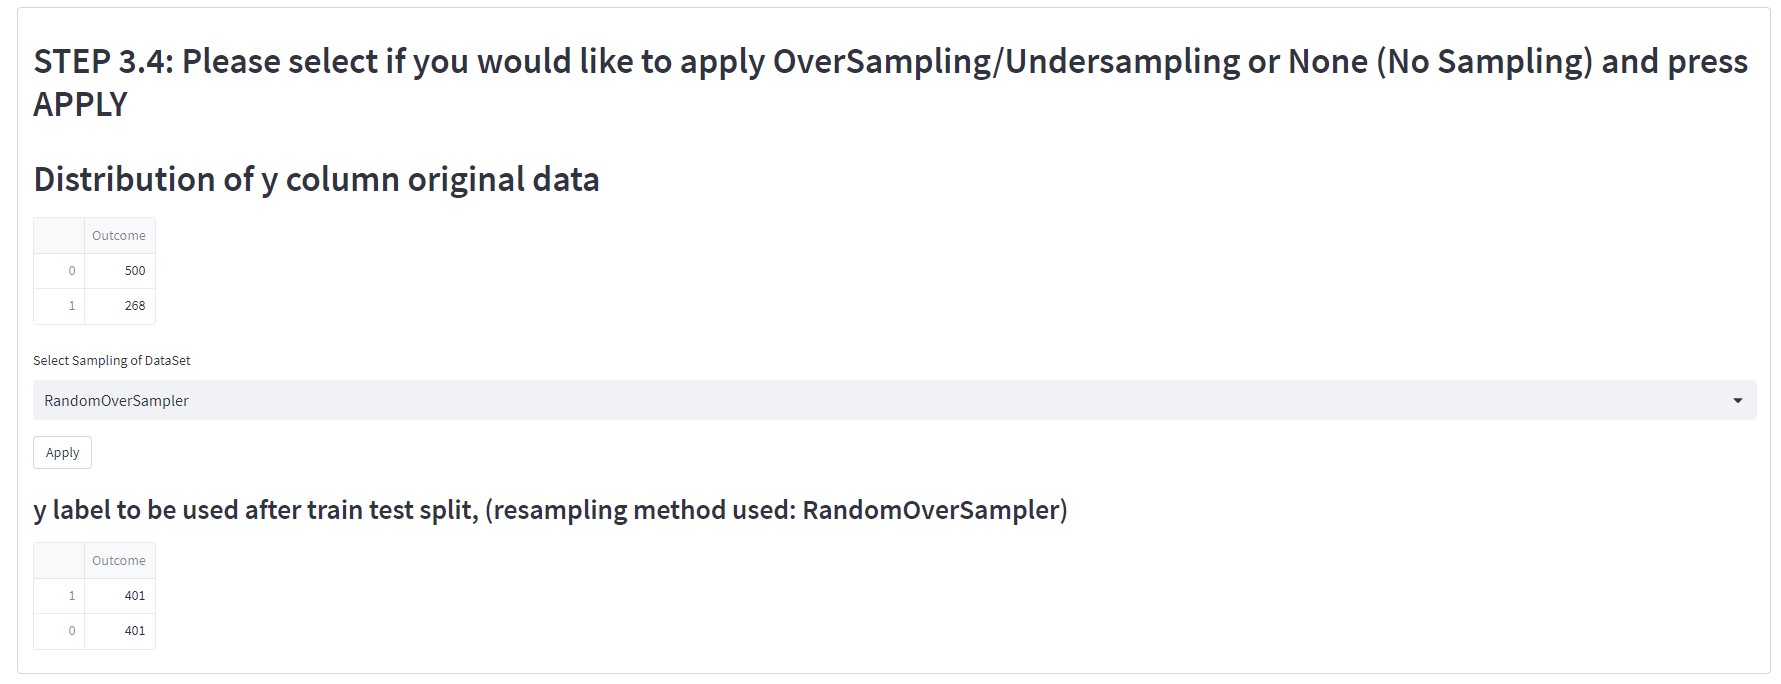 STEP 3.4: Please select if you would like to apply OverSampling/Undersampling or None (No Sampling) and press
APPLY
Distribution of y column original data
Outcome
0 500
1 268
Select Sampling of DataSet
RandomOverSampler
Apply
y label to be used after train test split, (resampling method used: RandomOverSampler)
Outcome
1 401
0 401